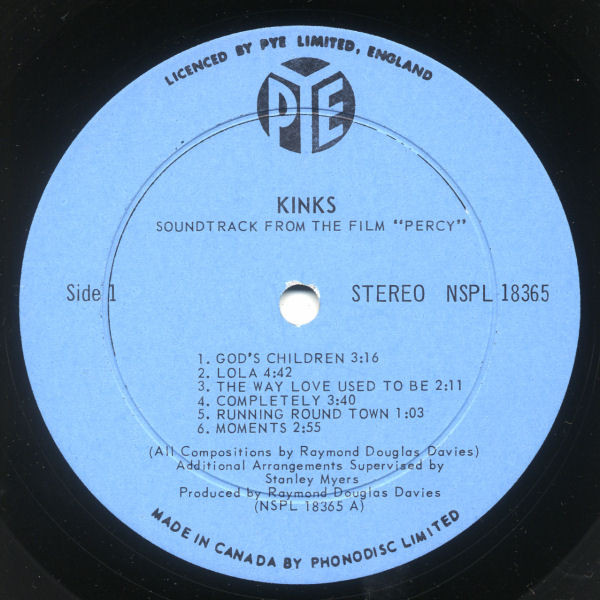 LICENCED BY PYE LIMITED, ENGLAND
PYE
KINKS
SOUNDTRACK FROM THE FILM "PERCY"
Side 1
STEREO NSPL 18365
1. GOD'S CHILDREN 3:16
2. LOLA 4:42
3. THE WAY LOVE USED TO BE 2:11
4. COMPLETELY 3:40
5. RUNNING ROUND TOWN 1:03
6. MOMENTS 2:55
(All Compositions by Raymond Douglas Davies)
Additional Arrangements Supervised by
Stanley Myers
Produced by Raymond Douglas Davies
(NSPL 18365 A)
MADE IN CANADA BY PHONODISC LIMITED